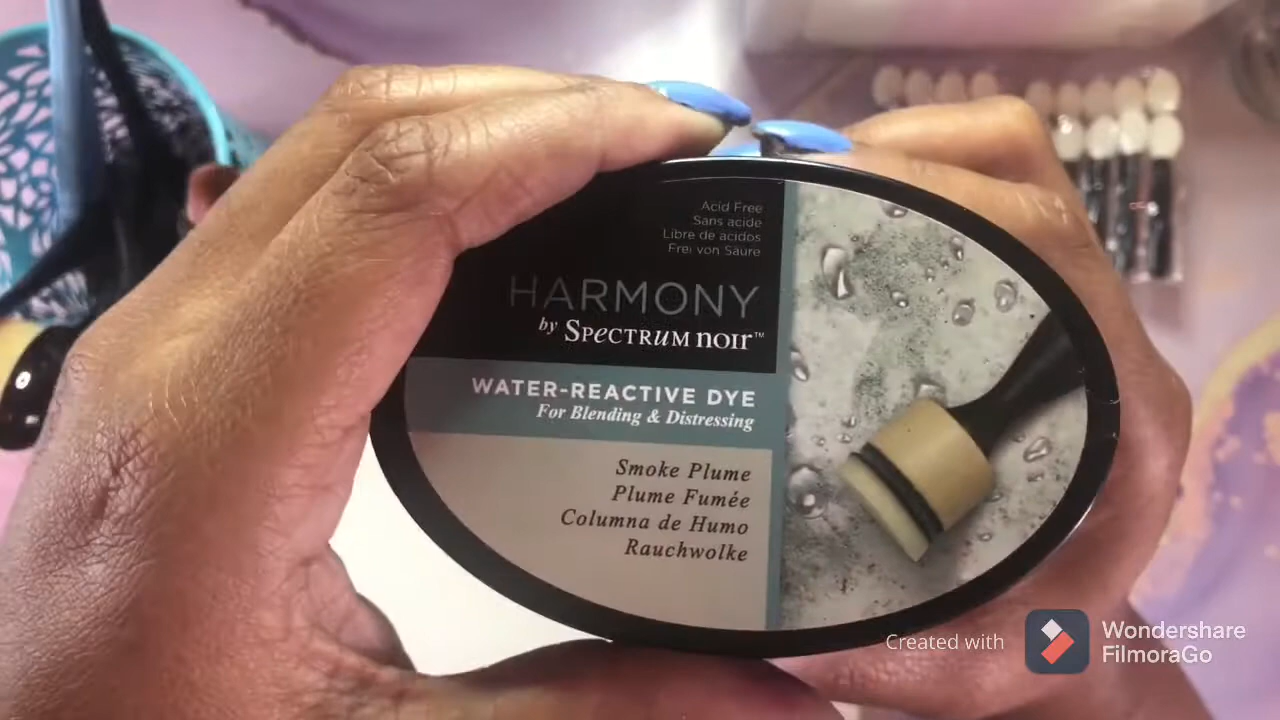 Acid Free
Sans acide
Libre de acidos
Frei von Säure
HARMONY
by SPECTRUM noir™
WATER-REACTIVE DYE
For Blending & Distressing
Smoke Plume
Plume Fumée
Columna de Humo
Rauchwolke
Created with
Wondershare
FilmoraGo